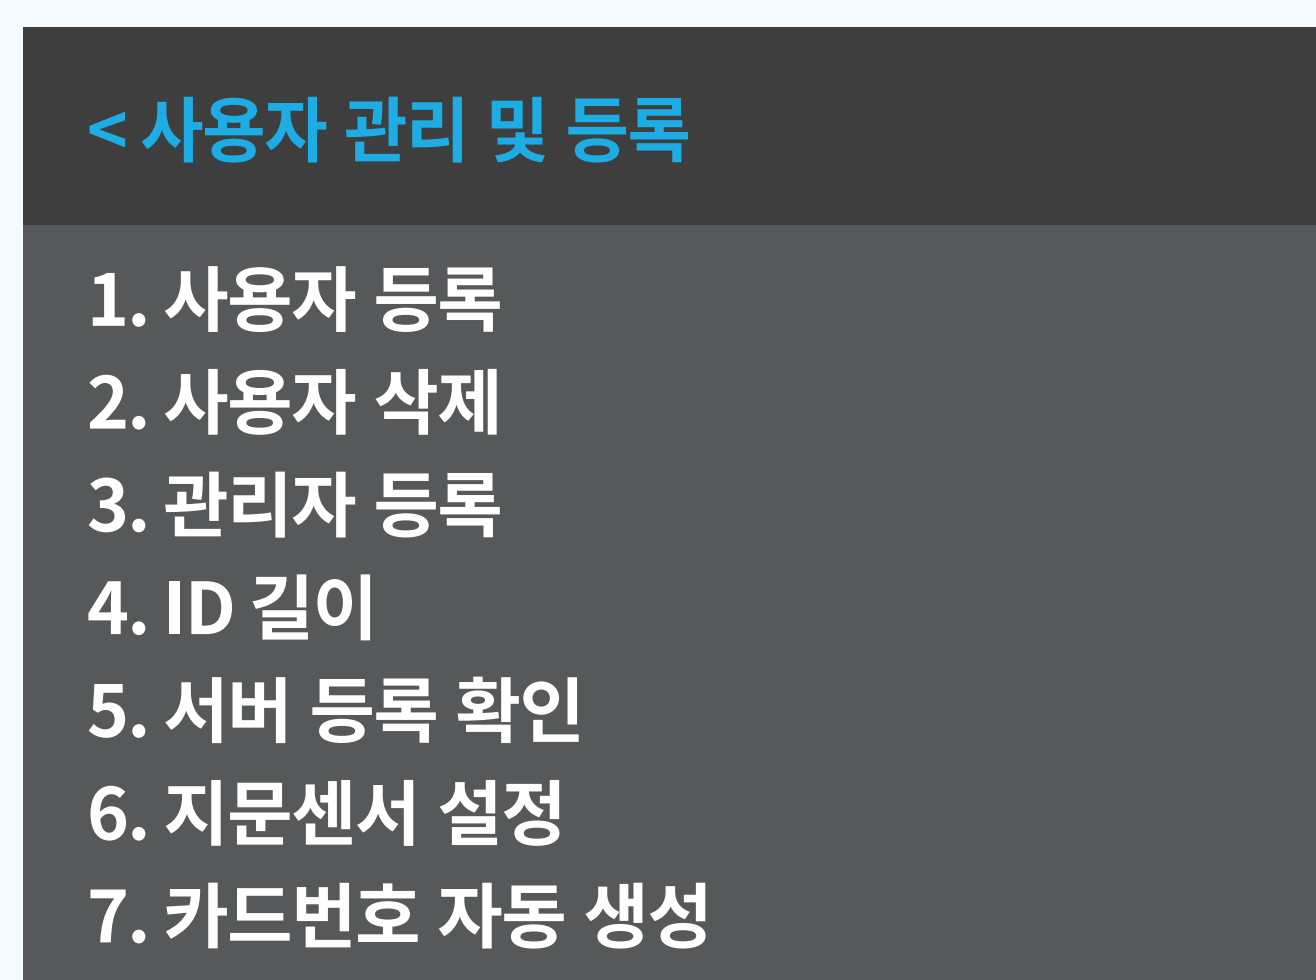 < 사용자 관리 및 등록
1. 사용자 등록
2. 사용자 삭제
3. 관리자 등록
4. ID 길이
5. 서버 등록 확인
6. 지문센서 설정
7. 카드번호 자동 생성